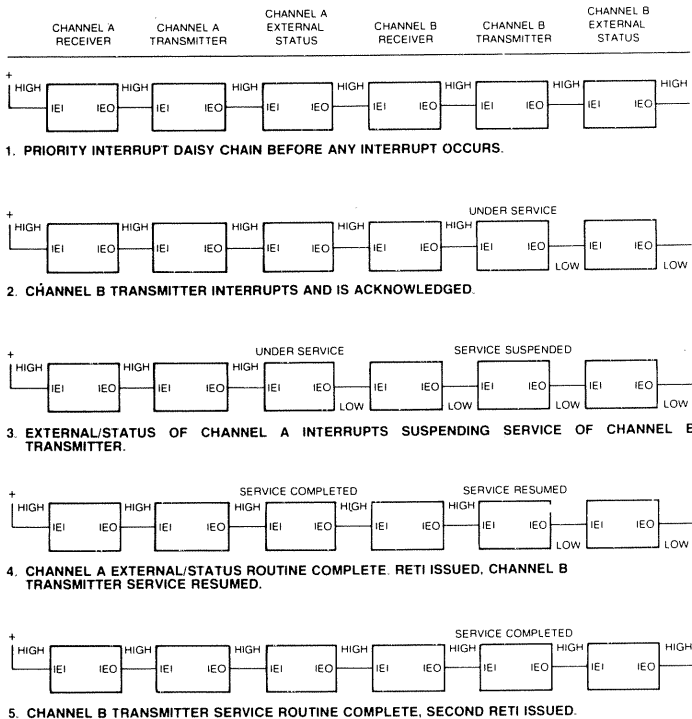 CHANNEL A RECEIVER
CHANNEL A TRANSMITTER
CHANNEL A EXTERNAL STATUS
CHANNEL B RECEIVER
CHANNEL B TRANSMITTER
CHANNEL B EXTERNAL STATUS
+ HIGH IEI IEO HIGH IEI IEO HIGH IEI IEO HIGH IEI IEO HIGH IEI IEO HIGH IEI IEO HIGH
1. PRIORITY INTERRUPT DAISY CHAIN BEFORE ANY INTERRUPT OCCURS.
UNDER SERVICE
+ HIGH IEI IEO HIGH IEI IEO HIGH IEI IEO HIGH IEI IEO HIGH IEI IEO LOW IEI IEO LOW
2. CHANNEL B TRANSMITTER INTERRUPTS AND IS ACKNOWLEDGED.
UNDER SERVICE SERVICE SUSPENDED
+ HIGH IEI IEO HIGH IEI IEO HIGH IEI IEO LOW IEI IEO LOW IEI IEO LOW IEI IEO LOW
3. EXTERNAL/STATUS OF CHANNEL A INTERRUPTS SUSPENDING SERVICE OF CHANNEL
TRANSMITTER.
SERVICE COMPLETED SERVICE RESUMED
+ HIGH IEI IEO HIGH IEI IEO HIGH IEI IEO HIGH IEI IEO HIGH IEI IEO LOW IEI IEO LOW
4. CHANNEL A EXTERNAL/STATUS ROUTINE COMPLETE. RETI ISSUED, CHANNEL B
TRANSMITTER SERVICE RESUMED.
SERVICE COMPLETED
+ HIGH IEI IEO HIGH IEI IEO HIGH IEI IEO HIGH IEI IEO HIGH IEI IEO HIGH IEI IEO HIGH
5. CHANNEL B TRANSMITTER SERVICE ROUTINE COMPLETE, SECOND RETI ISSUED.